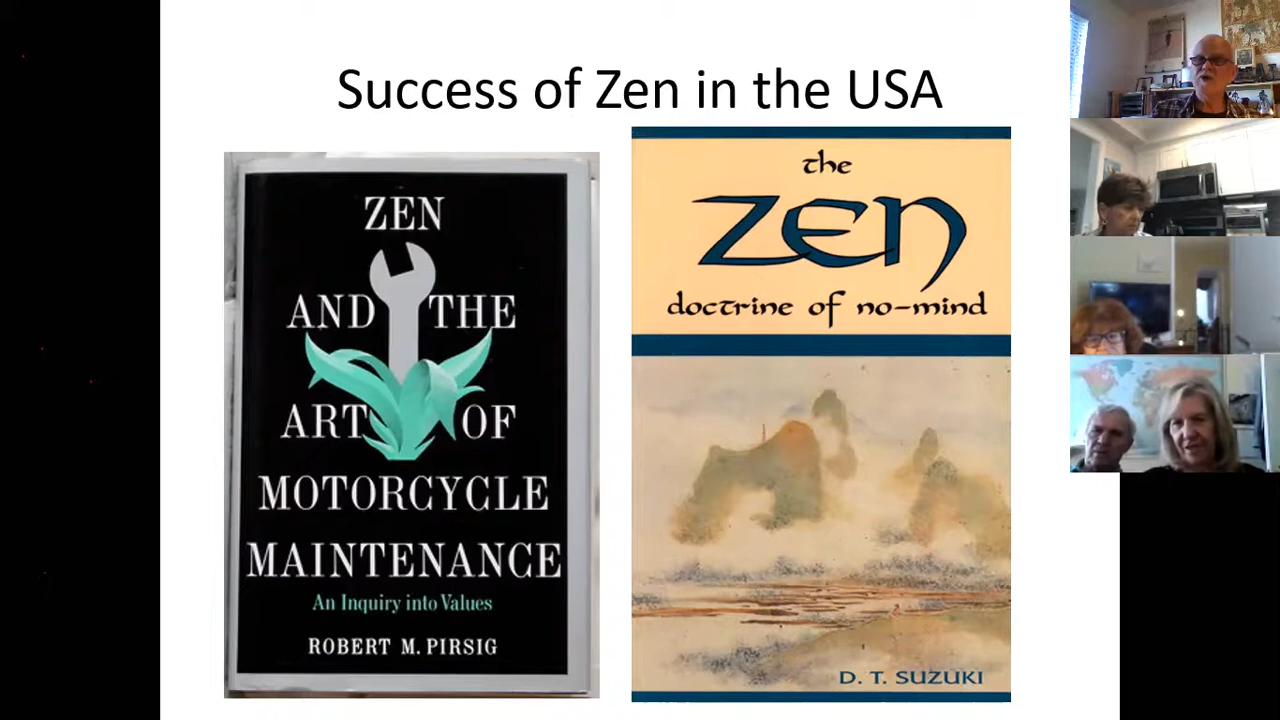 Success of Zen in the USA
ZEN
AND THE
ART OF
MOTORCYCLE
MAINTENANCE
An Inquiry into Values
ROBERT M. PIRSIG
the
zen
doctrine of no-mind
D. T. SUZUKI